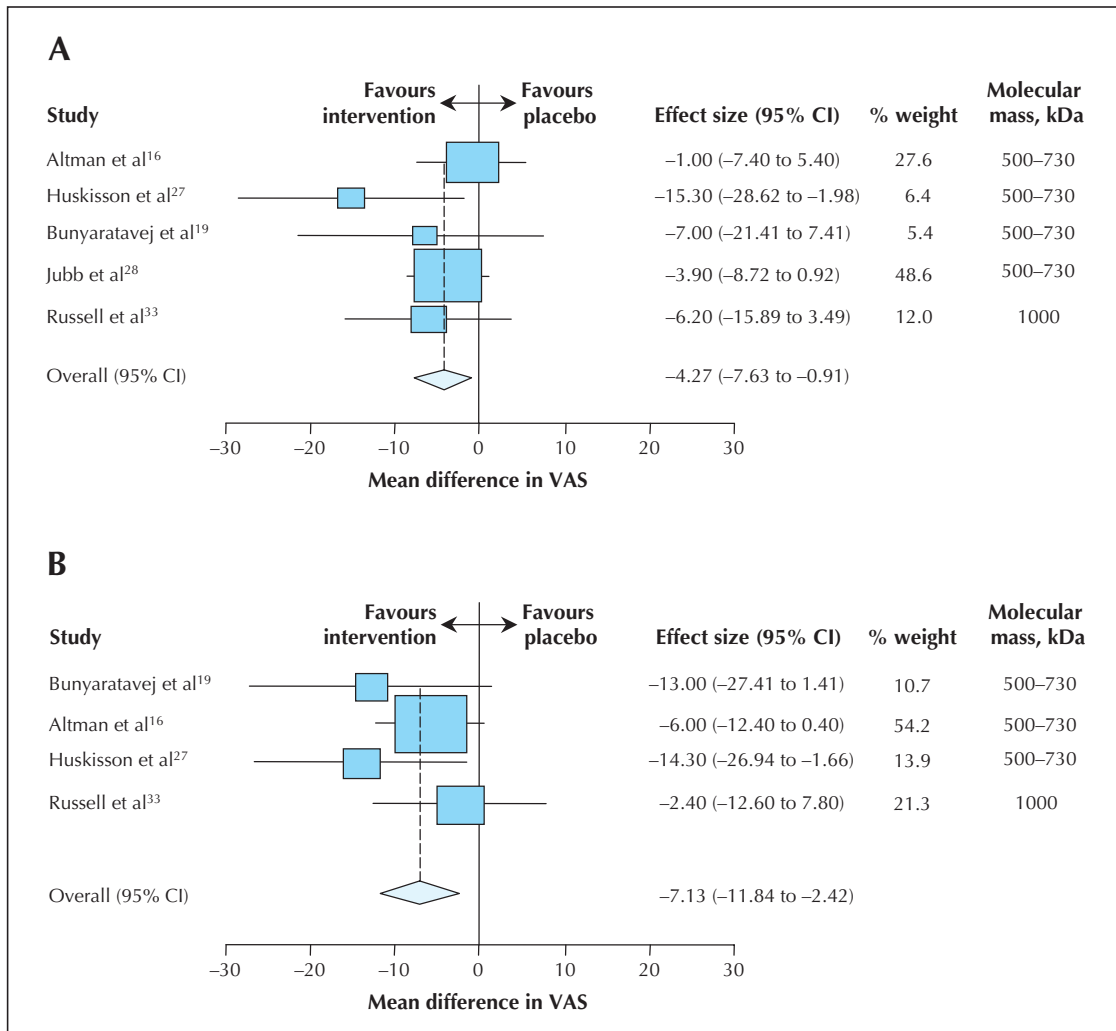 A
Favours Favours Molecular
Study intervention placebo Effect size (95% CI) % weight mass, kDa
Altman et al16 –1.00 (–7.40 to 5.40) 27.6 500–730
Huskisson et al27 –15.30 (–28.62 to –1.98) 6.4 500–730
Bunyaratavej et al19 –7.00 (–21.41 to 7.41) 5.4 500–730
Jubb et al28 –3.90 (–8.72 to 0.92) 48.6 500–730
Russell et al33 –6.20 (–15.89 to 3.49) 12.0 1000
Overall (95% CI) –4.27 (–7.63 to –0.91)
–30 –20 –10 0 10 20 30
Mean difference in VAS
B
Favours Favours Molecular
Study intervention placebo Effect size (95% CI) % weight mass, kDa
Bunyaratavej et al19 –13.00 (–27.41 to 1.41) 10.7 500–730
Altman et al16 –6.00 (–12.40 to 0.40) 54.2 500–730
Huskisson et al27 –14.30 (–26.94 to –1.66) 13.9 500–730
Russell et al33 –2.40 (–12.60 to 7.80) 21.3 1000
Overall (95% CI) –7.13 (–11.84 to –2.42)
–30 –20 –10 0 10 20 30
Mean difference in VAS